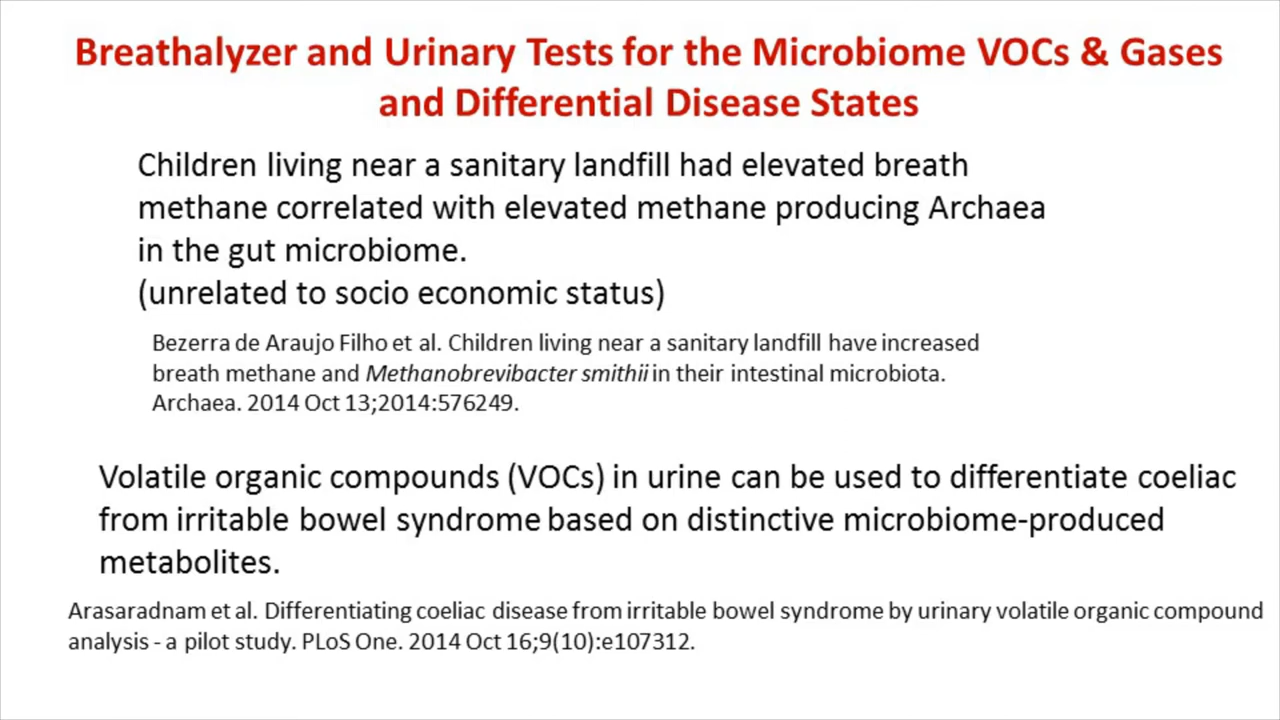 Breathalyzer and Urinary Tests for the Microbiome VOCs & Gases
and Differential Disease States
Children living near a sanitary landfill had elevated breath
methane correlated with elevated methane producing Archaea
in the gut microbiome.
(unrelated to socio economic status)
Bezerra de Araujo Filho et al. Children living near a sanitary landfill have increased
breath methane and Methanobrevibacter smithii in their intestinal microbiota.
Archaea. 2014 Oct 13;2014:576249.
Volatile organic compounds (VOCs) in urine can be used to differentiate coeliac
from irritable bowel syndrome based on distinctive microbiome-produced
metabolites.
Arasaradnam et al. Differentiating coeliac disease from irritable bowel syndrome by urinary volatile organic compound
analysis - a pilot study. PLoS One. 2014 Oct 16;9(10):e107312.